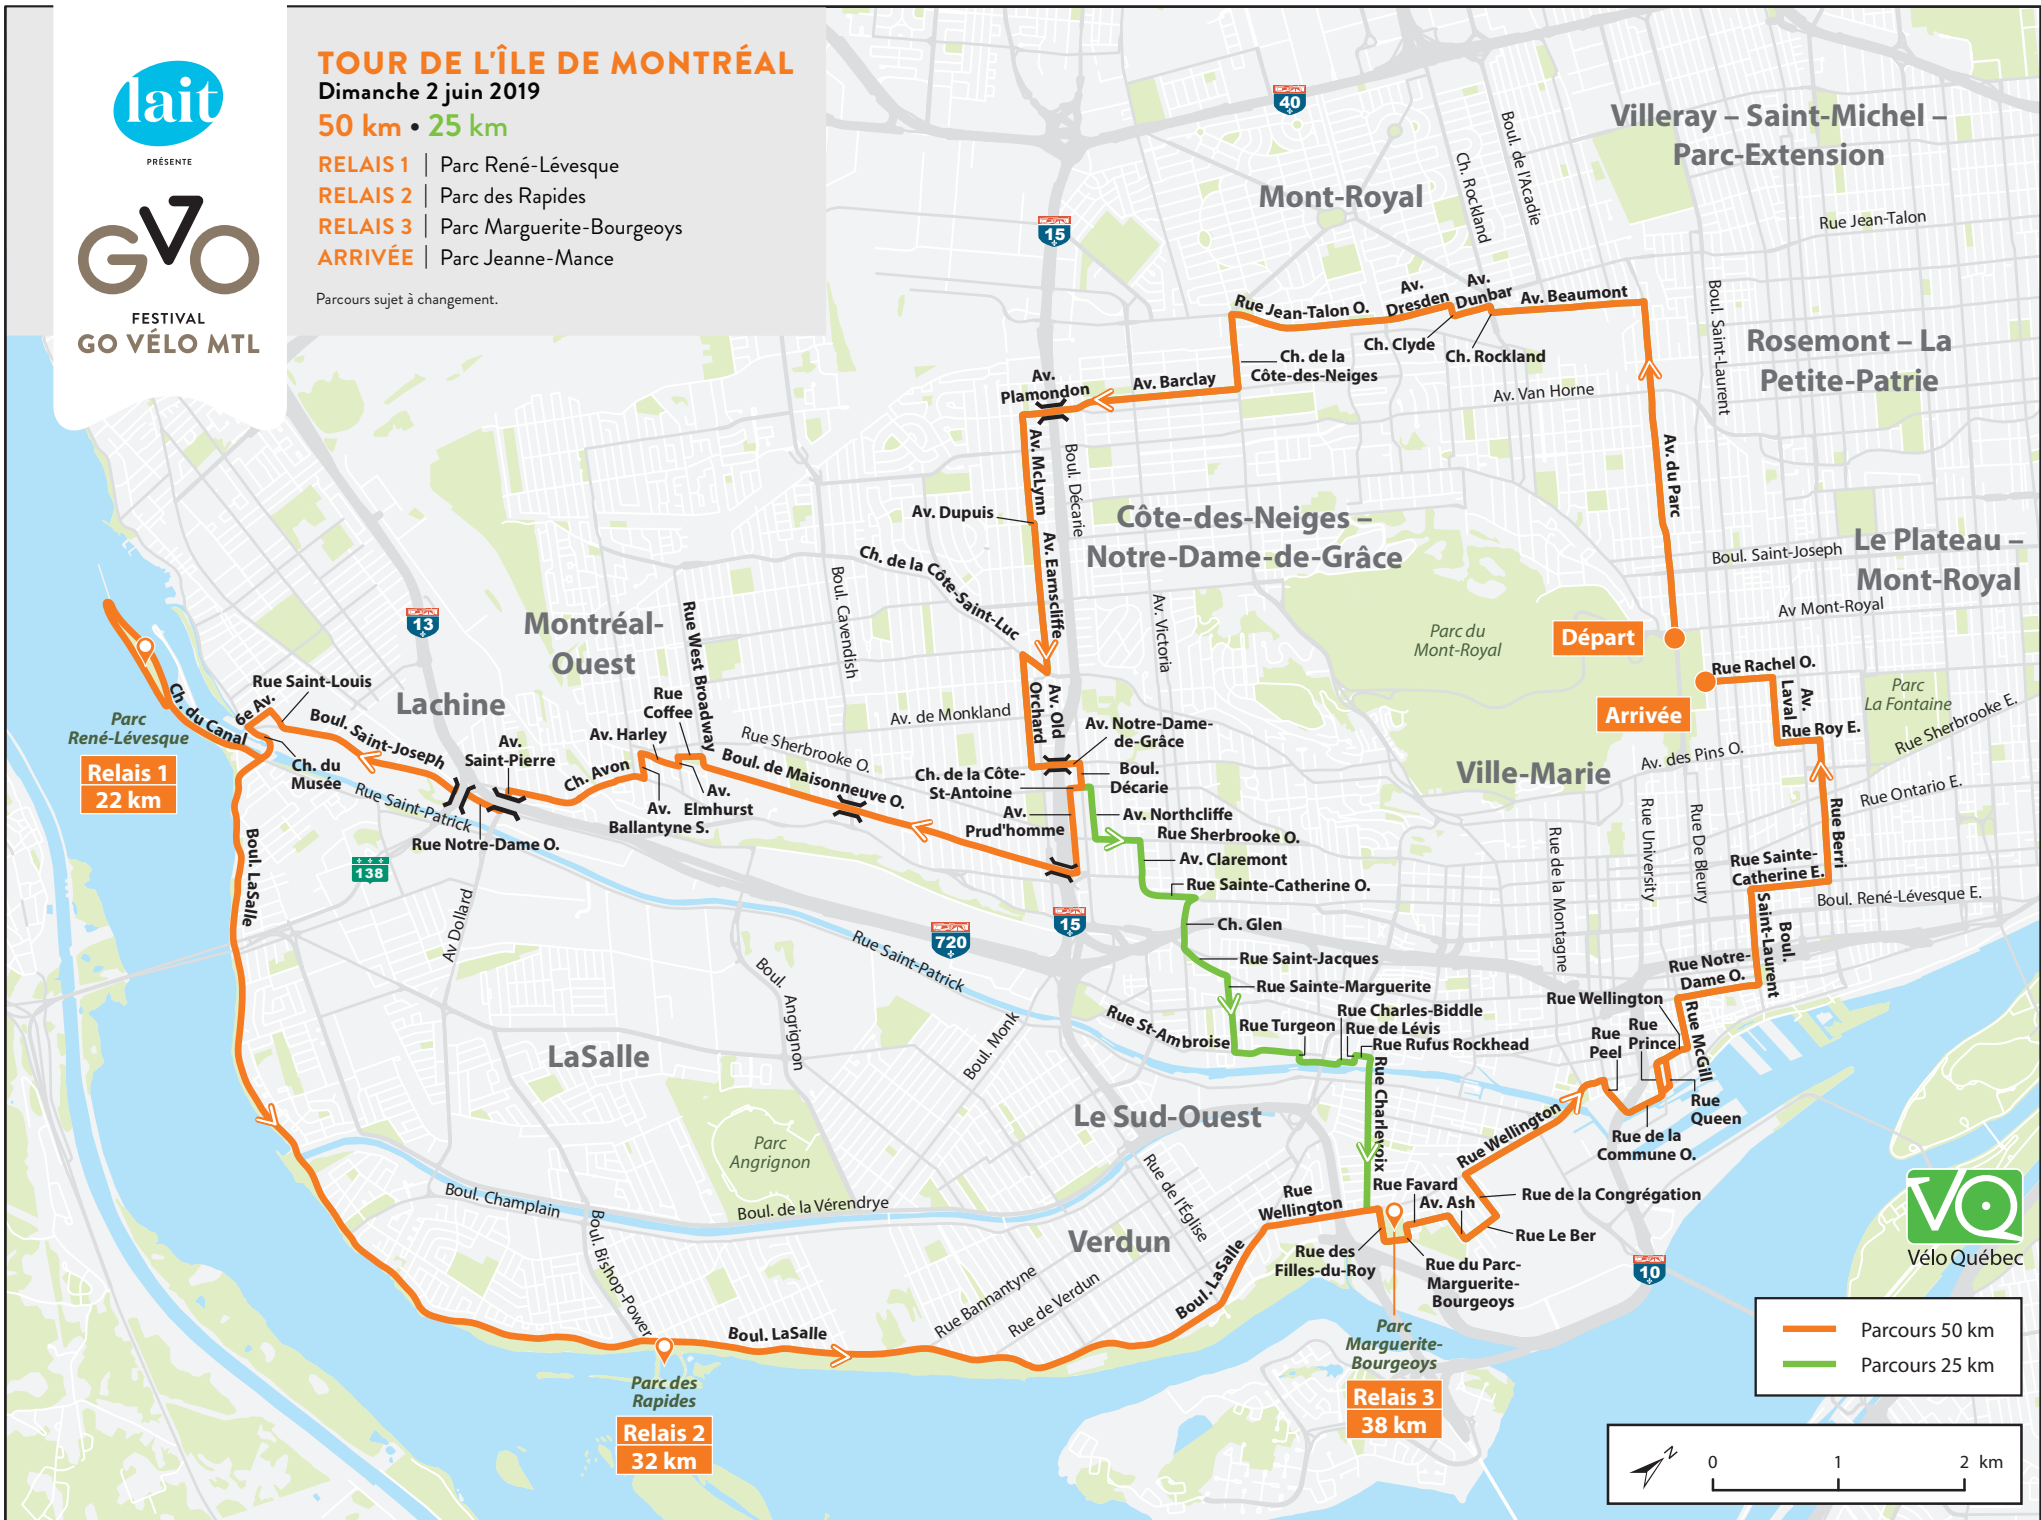 lait
PRÉSENTE
GVO
FESTIVAL
GO VÉLO MTL
TOUR DE L'ÎLE DE MONTRÉAL
Dimanche 2 juin 2019
50 km • 25 km
RELAIS 1 | Parc René-Lévesque
RELAIS 2 | Parc des Rapides
RELAIS 3 | Parc Marguerite-Bourgeoys
ARRIVÉE | Parc Jeanne-Mance
Parcours sujet à changement.
40
15
13
138
720
15
10
Villeray – Saint-Michel –
Parc-Extension
Mont-Royal
Ch. Rockland
Boul. de l'Acadie
Rue Jean-Talon
Boul. Saint-Laurent
Rosemont – La
Petite-Patrie
Rue Jean-Talon O.
Av.
Dresden
Av.
Dunbar
Av. Beaumont
Ch. Clyde
Ch. Rockland
Ch. de la
Côte-des-Neiges
Av. Van Horne
Av. Barclay
Av.
Plamondon
Av. McLynn
Boul. Décarie
Av. du Parc
Av. Dupuis
Av. Earnscliffe
Côte-des-Neiges –
Notre-Dame-de-Grâce
Ch. de la Côte-Saint-Luc
Boul. Saint-Joseph
Le Plateau –
Mont-Royal
Av Mont-Royal
Av. Victoria
Boul. Cavendish
Parc du
Mont-Royal
Départ
Arrivée
Rue Rachel O.
Av.
Laval
Rue Roy E.
Parc
La Fontaine
Rue Sherbrooke E.
Av. des Pins O.
Rue Ontario E.
Ville-Marie
Rue Berri
Rue University
Rue De Bleury
Rue de la Montagne
Rue Sainte-
Catherine E.
Boul. René-Lévesque E.
Boul.
Saint-Laurent
Rue Notre-
Dame O.
Rue Wellington
Rue McGill
Rue
Prince
Rue
Peel
Rue
Queen
Rue de la
Commune O.
Montréal-
Ouest
Rue West Broadway
Rue
Coffee
Av. Harley
Rue Sherbrooke O.
Boul. de Maisonneuve O.
Av. de Monkland
Av. Old
Orchard
Av. Notre-Dame-
de-Grâce
Boul.
Décarie
Ch. de la Côte-
St-Antoine
Av.
Prud'homme
Av. Northcliffe
Rue Sherbrooke O.
Av. Claremont
Rue Sainte-Catherine O.
Ch. Glen
Rue Saint-Jacques
Rue Sainte-Marguerite
Rue Charles-Biddle
Rue Turgeon
Rue de Lévis
Rue Rufus Rockhead
Rue St-Ambroise
Rue Charlevoix
Lachine
Av.
Saint-Pierre
Ch. Avon
Av.
Ballantyne S.
Av.
Elmhurst
Rue Saint-Louis
6e Av.
Boul. Saint-Joseph
Ch. du Canal
Ch. du
Musée
Rue Saint-Patrick
Rue Notre-Dame O.
Parc
René-Lévesque
Relais 1
22 km
Boul. LaSalle
Av Dollard
Rue Saint-Patrick
Boul. Angrignon
Boul. Monk
LaSalle
Parc
Angrignon
Le Sud-Ouest
Boul. Champlain
Boul. de la Vérendrye
Boul. Bishop-Power
Rue de l'Église
Verdun
Rue Bannantyne
Rue de Verdun
Boul. LaSalle
Boul. LaSalle
Rue
Wellington
Rue Wellington
Rue Favard
Av. Ash
Rue de la Congrégation
Rue Le Ber
Rue des
Filles-du-Roy
Rue du Parc-
Marguerite-
Bourgeoys
Parc des
Rapides
Relais 2
32 km
Parc
Marguerite-
Bourgeoys
Relais 3
38 km
VQ
Vélo Québec
Parcours 50 km
Parcours 25 km
N
0 1 2 km